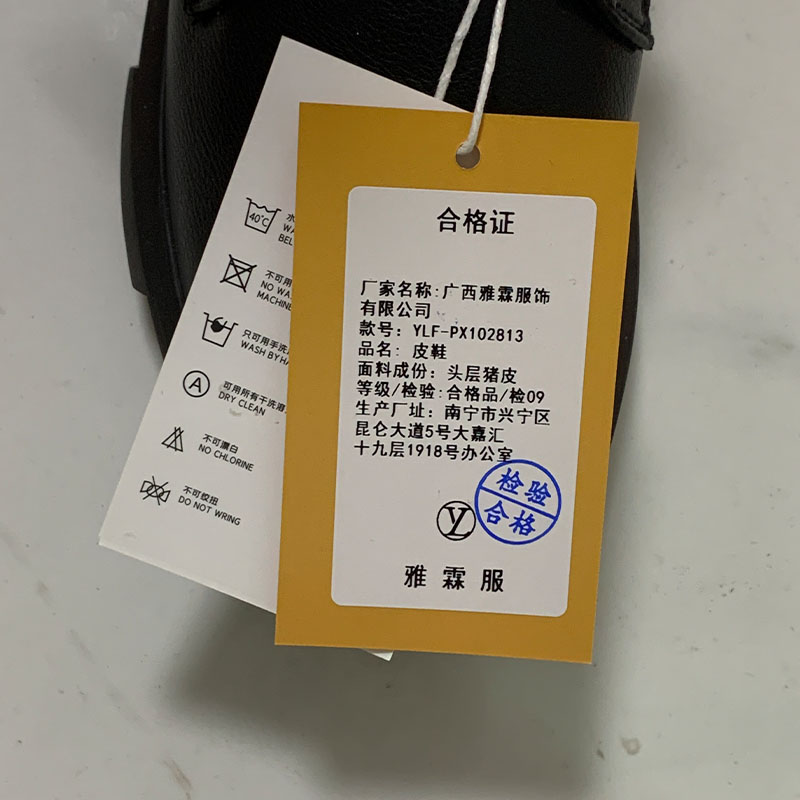 合格证
厂家名称:广西雅霖服饰
有限公司
款号: YLF-PX102813
品名: 皮鞋
面料成份: 头层猪皮
等级/检验:合格品/检09
生产厂址: 南宁市兴宁区
昆仑大道5号大嘉汇
十九层1918号办公室
检验
合格
Y
雅霖服
40°C
水
WA
BEL
不可用
NO WA
MACHINE
只可用手洗
WASH BY HA
A
可用所有干洗溶
DRY CLEAN
不可漂白
NO CHLORINE
不可绞扭
DO NOT WRING